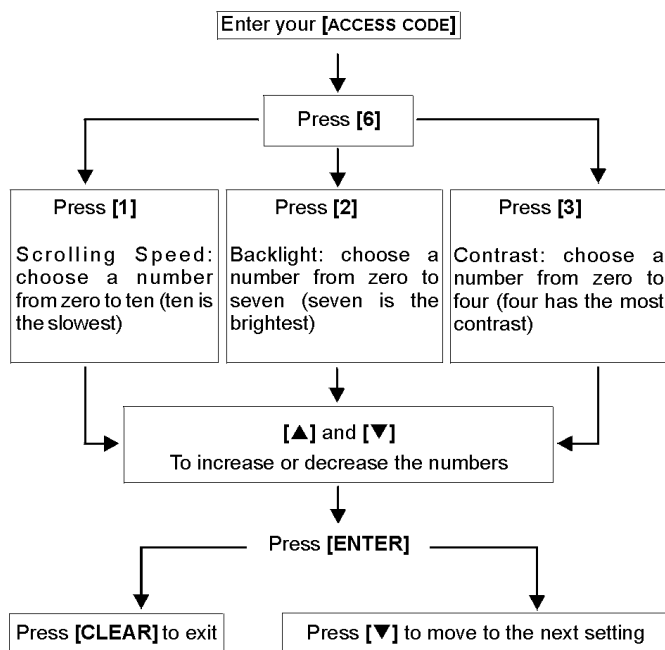 Enter your [ACCESS CODE]
Press [6]
Press [1]
Scrolling Speed:
choose a number
from zero to ten (ten is
the slowest)
Press [2]
Backlight: choose a
number from zero to
seven (seven is the
brightest)
Press [3]
Contrast: choose a
number from zero to
four (four has the most
contrast)
[▲] and [▼]
To increase or decrease the numbers
Press [ENTER]
Press [CLEAR] to exit
Press [▼] to move to the next setting